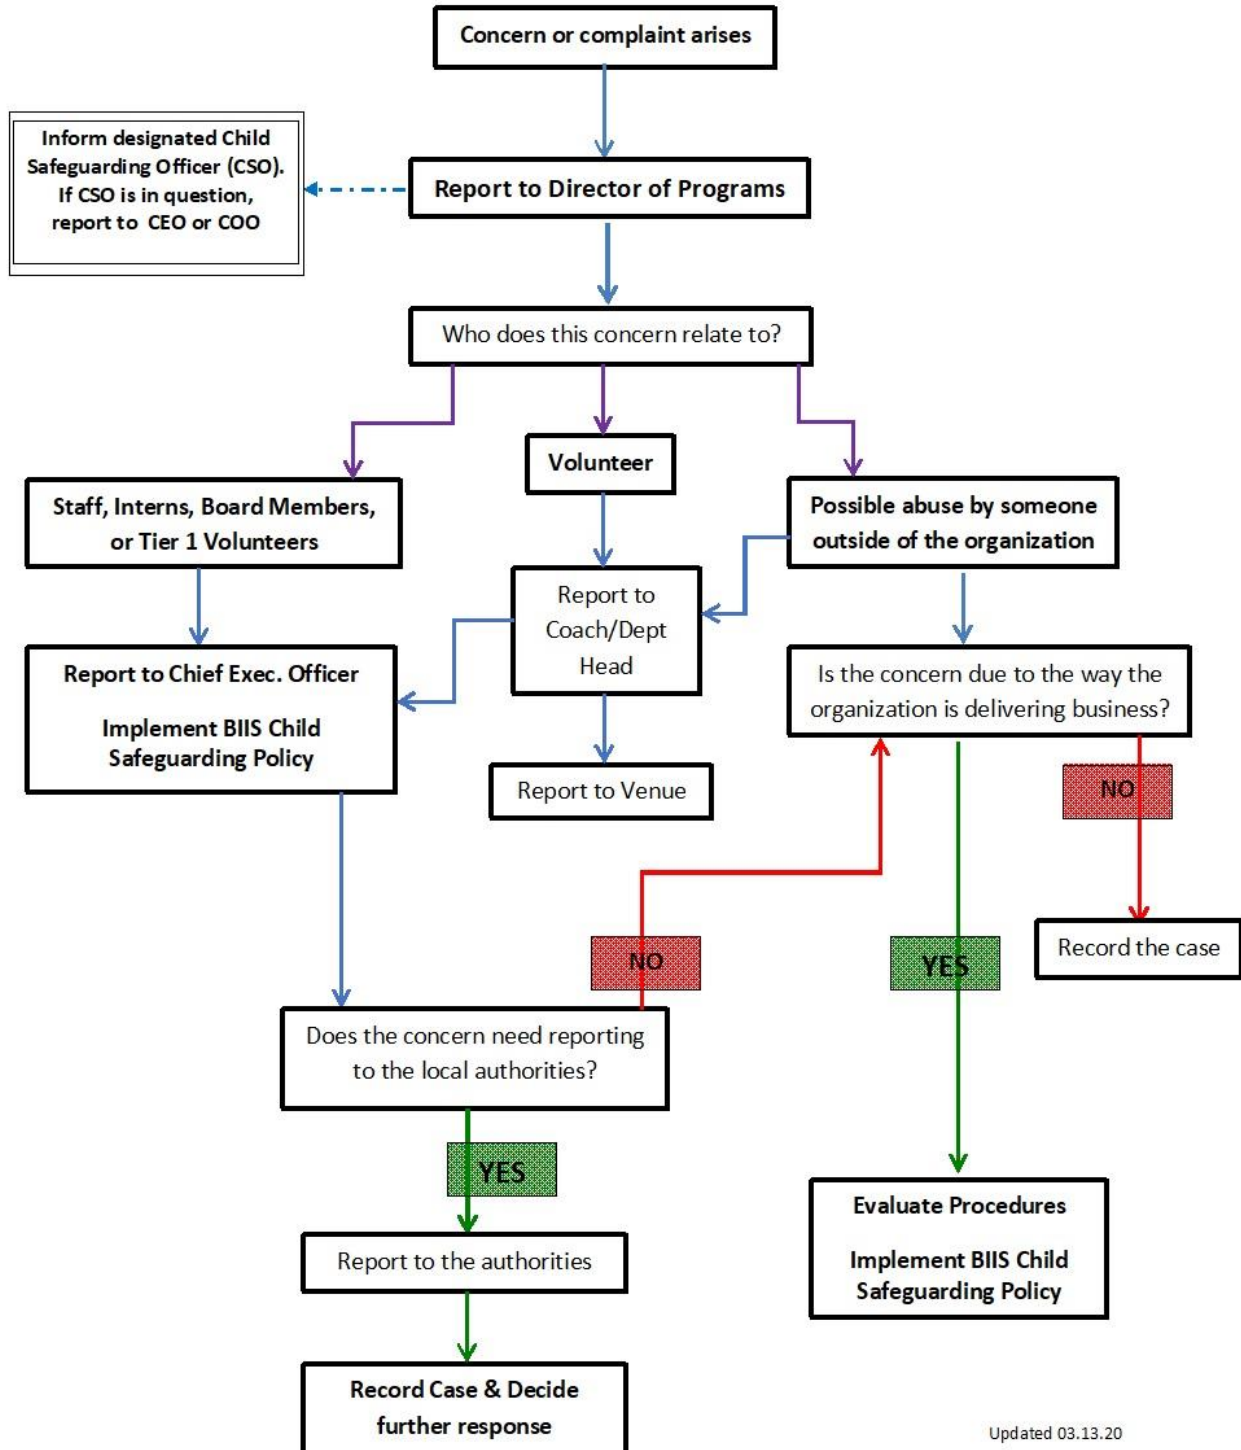 Concern or complaint arises
Inform designated Child
Safeguarding Officer (CSO).
If CSO is in question,
report to CEO or COO
Report to Director of Programs
Who does this concern relate to?
Volunteer
Staff, Interns, Board Members,
or Tier 1 Volunteers
Possible abuse by someone
outside of the organization
Report to
Coach/Dept
Head
Report to Chief Exec. Officer
Implement BIIS Child
Safeguarding Policy
Is the concern due to the way the
organization is delivering business?
Report to Venue
NO
Record the case
NO
YES
Does the concern need reporting
to the local authorities?
YES
Report to the authorities
Evaluate Procedures
Implement BIIS Child
Safeguarding Policy
Record Case & Decide
further response
Updated 03.13.20